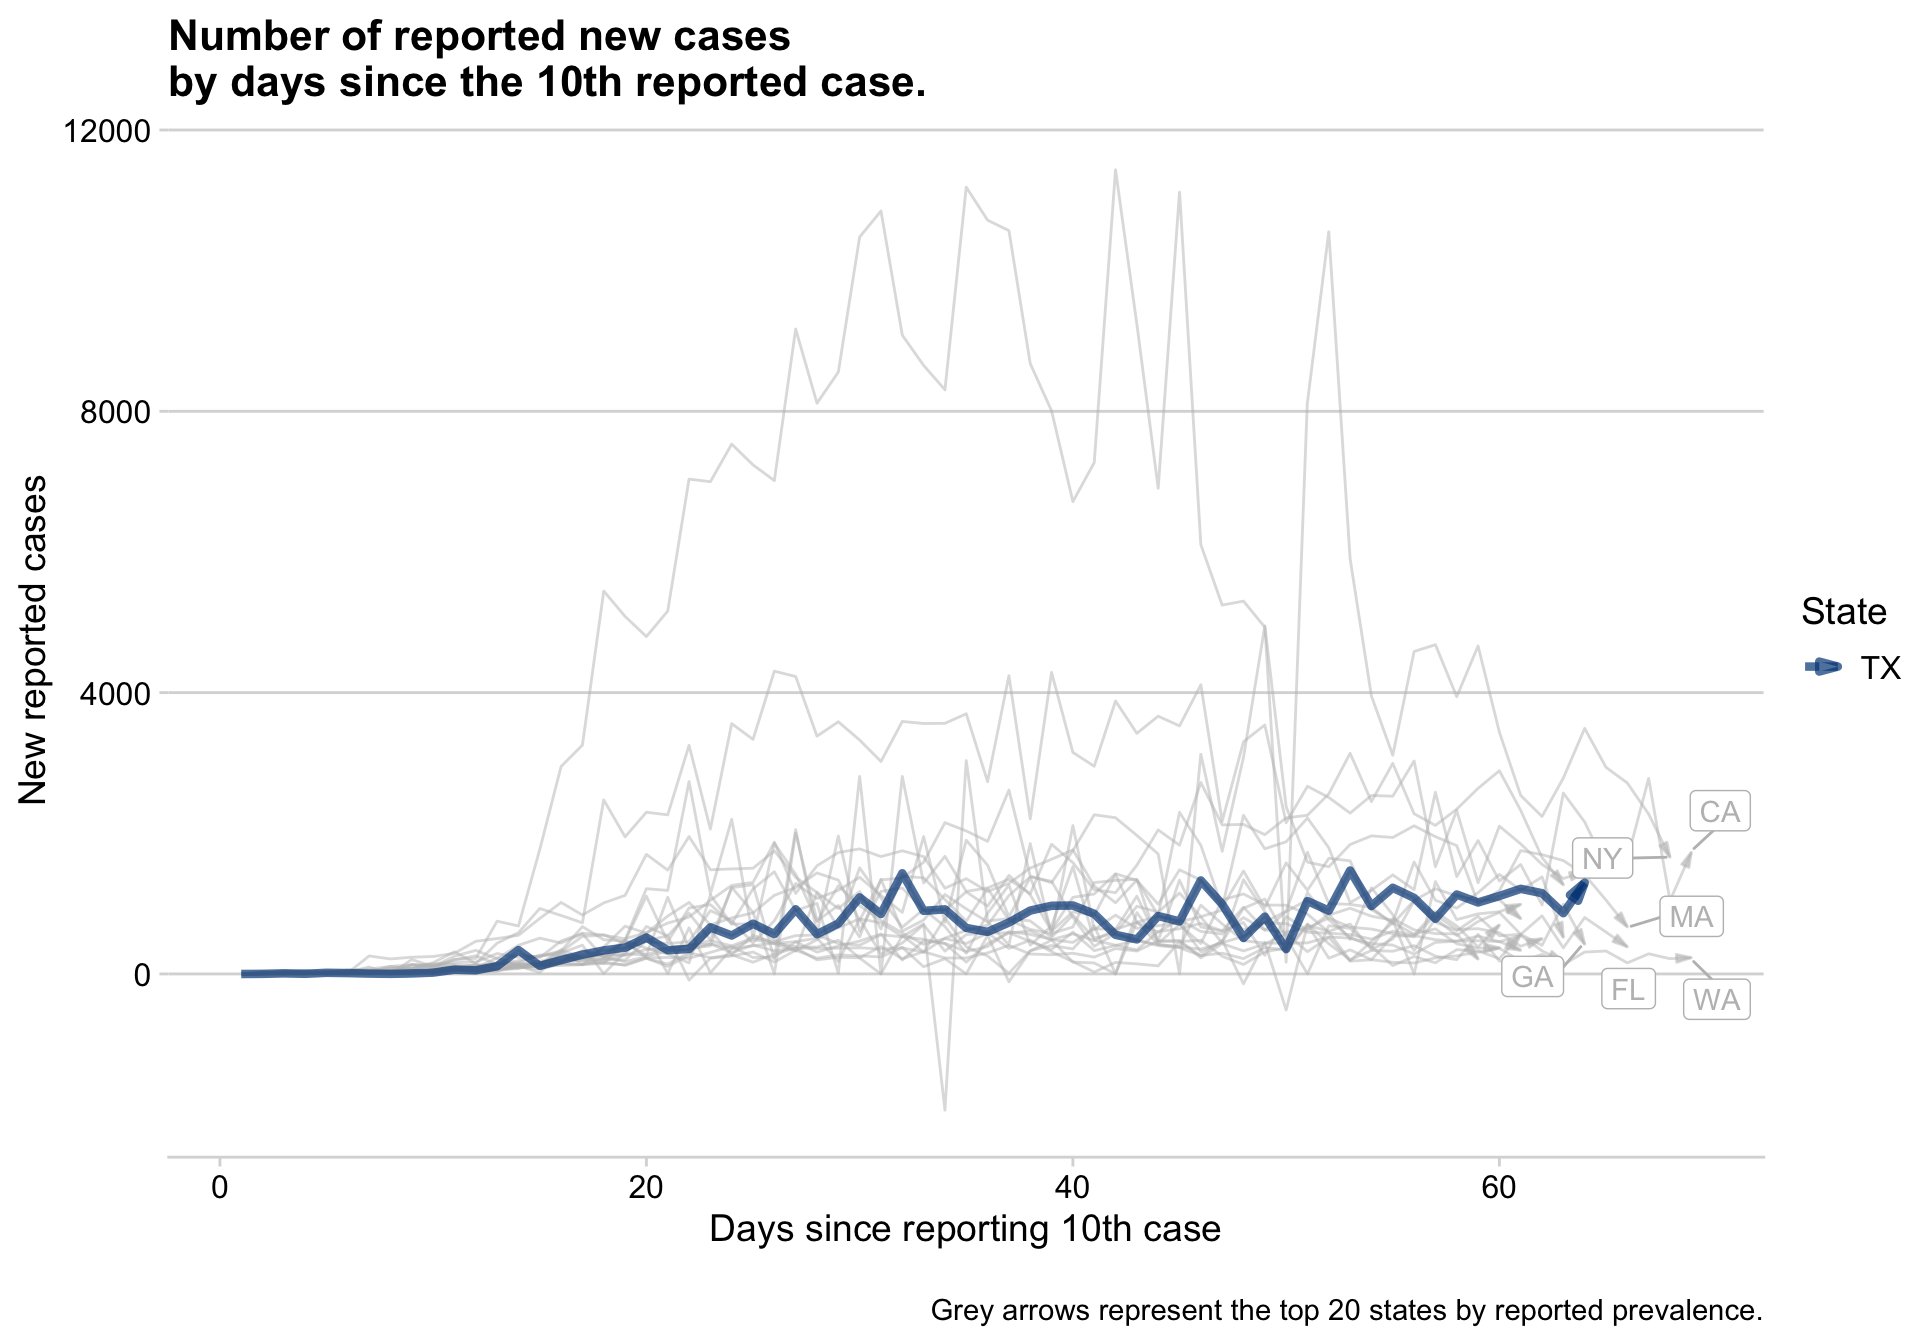 Number of reported new cases
by days since the 10th reported case.
12000
8000
4000
0
New reported cases
CA
NY
MA
GA
FL
WA
State
TX
0
20
40
60
Days since reporting 10th case
Grey arrows represent the top 20 states by reported prevalence.